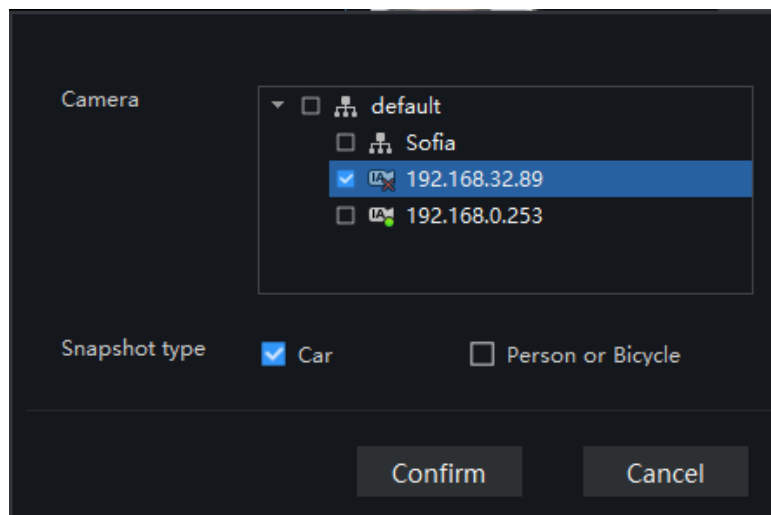 Camera
default
Sofia
192.168.32.89
192.168.0.253
Snapshot type
Car
Person or Bicycle
Confirm
Cancel